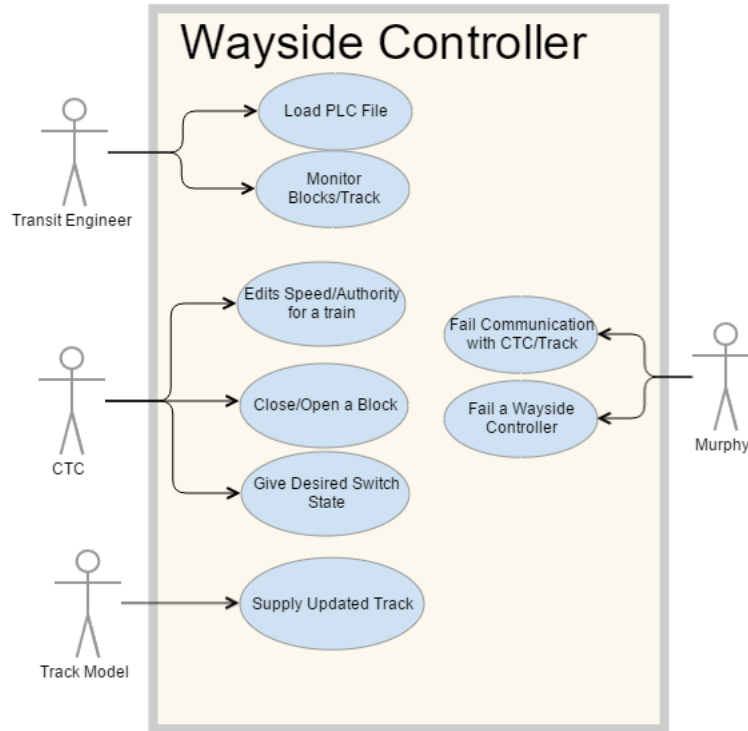 Wayside Controller
Load PLC File
Monitor
Blocks/Track
Transit Engineer
Edits Speed/Authority
for a train
Fail Communication
with CTC/Track
Close/Open a Block
Fail a Wayside
Controller
CTC
Murphy
Give Desired Switch
State
Supply Updated Track
Track Model